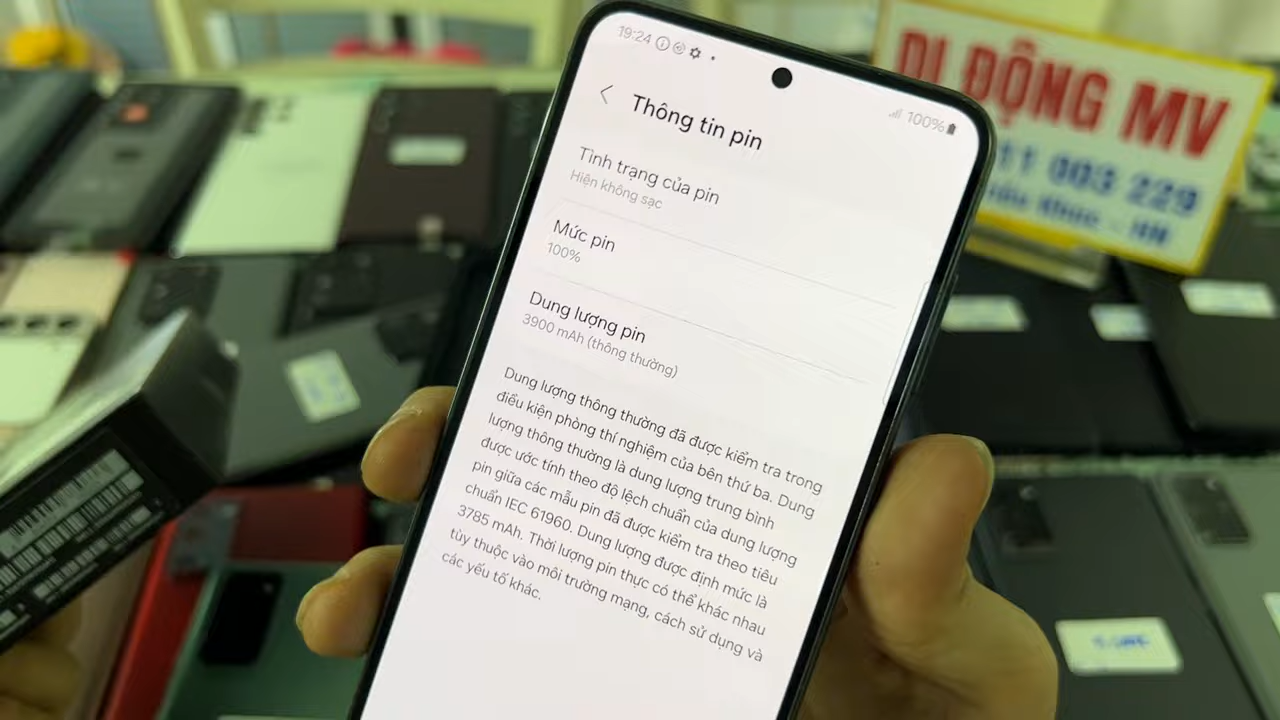 19:24
100%
Thông tin pin
Tình trạng của pin
Hiện không sạc
Mức pin
100%
Dung lượng pin
3900 mAh (thông thường)
Dung lượng thông thường đã được kiểm tra trong
điều kiện phòng thí nghiệm của bên thứ ba. Dung
lượng thông thường là dung lượng trung bình
được ước tính theo độ lệch chuẩn của dung lượng
pin giữa các mẫu pin đã được kiểm tra theo tiêu
chuẩn IEC 61960. Dung lượng được định mức là
3785 mAh. Thời lượng pin thực có thể khác nhau
tùy thuộc vào môi trường mạng, cách sử dụng và
các yếu tố khác.
DI ĐỘNG MV
11 003 229
- HN